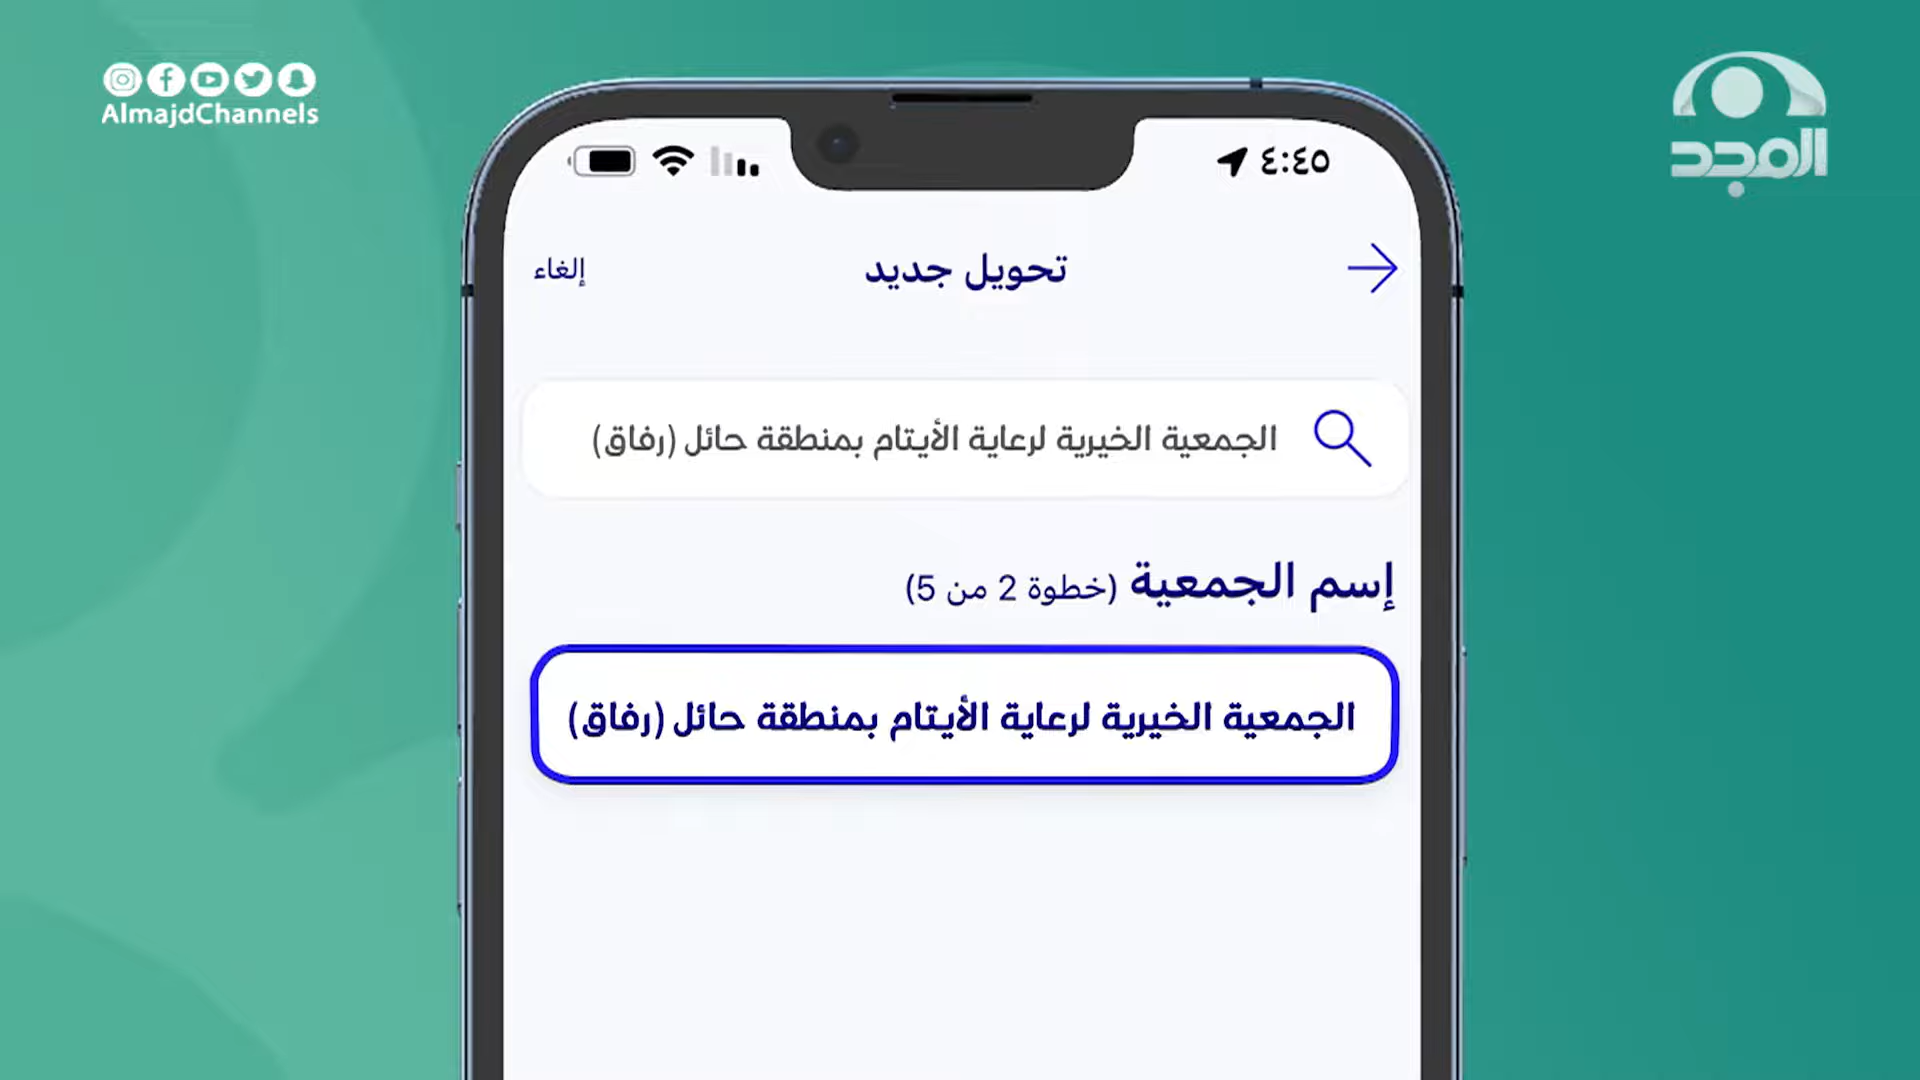 AlmajdChannels
المجد
٤:٤٥
تحويل جديد
إلغاء
الجمعية الخيرية لرعاية الأيتام بمنطقة حائل (رفاق)
إسم الجمعية (خطوة 2 من 5)
الجمعية الخيرية لرعاية الأيتام بمنطقة حائل (رفاق)